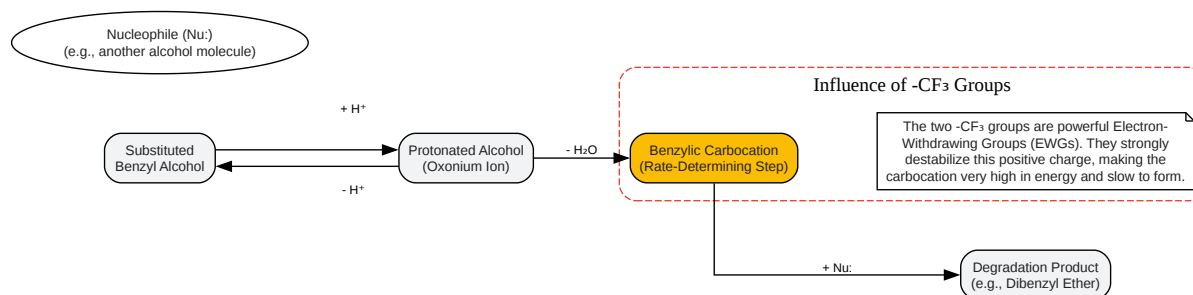 Nucleophile (Nu:)
(e.g., another alcohol molecule)
Influence of -CF₃ Groups
+ H⁺
Substituted
Benzyl Alcohol
Protonated Alcohol
(Oxonium Ion)
- H₂O
Benzylic Carbocation
(Rate-Determining Step)
The two -CF₃ groups are powerful Electron-
Withdrawing Groups (EWGs). They strongly
destabilize this positive charge, making the
carbocation very high in energy and slow to form.
- H⁺
+ Nu:
Degradation Product
(e.g., Dibenzyl Ether)